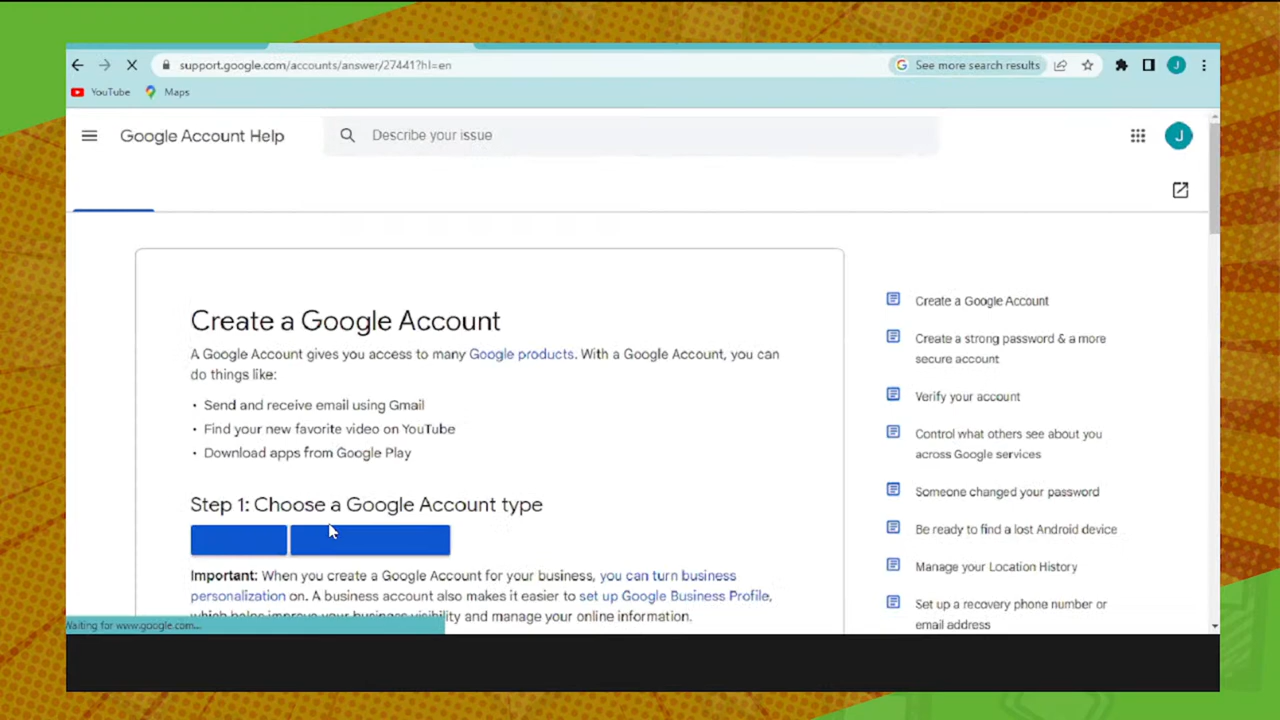 support.google.com/accounts/answer/27441?hl=en
See more search results
J
YouTube
Maps
Google Account Help
Describe your issue
J
Create a Google Account
A Google Account gives you access to many Google products. With a Google Account, you can
do things like:
• Send and receive email using Gmail
• Find your new favorite video on YouTube
• Download apps from Google Play
Step 1: Choose a Google Account type
Important: When you create a Google Account for your business, you can turn business
personalization on. A business account also makes it easier to set up Google Business Profile,
which helps improve your business visibility and manage your online information.
Waiting for www.google.com...
Create a Google Account
Create a strong password & a more
secure account
Verify your account
Control what others see about you
across Google services
Someone changed your password
Be ready to find a lost Android device
Manage your Location History
Set up a recovery phone number or
email address